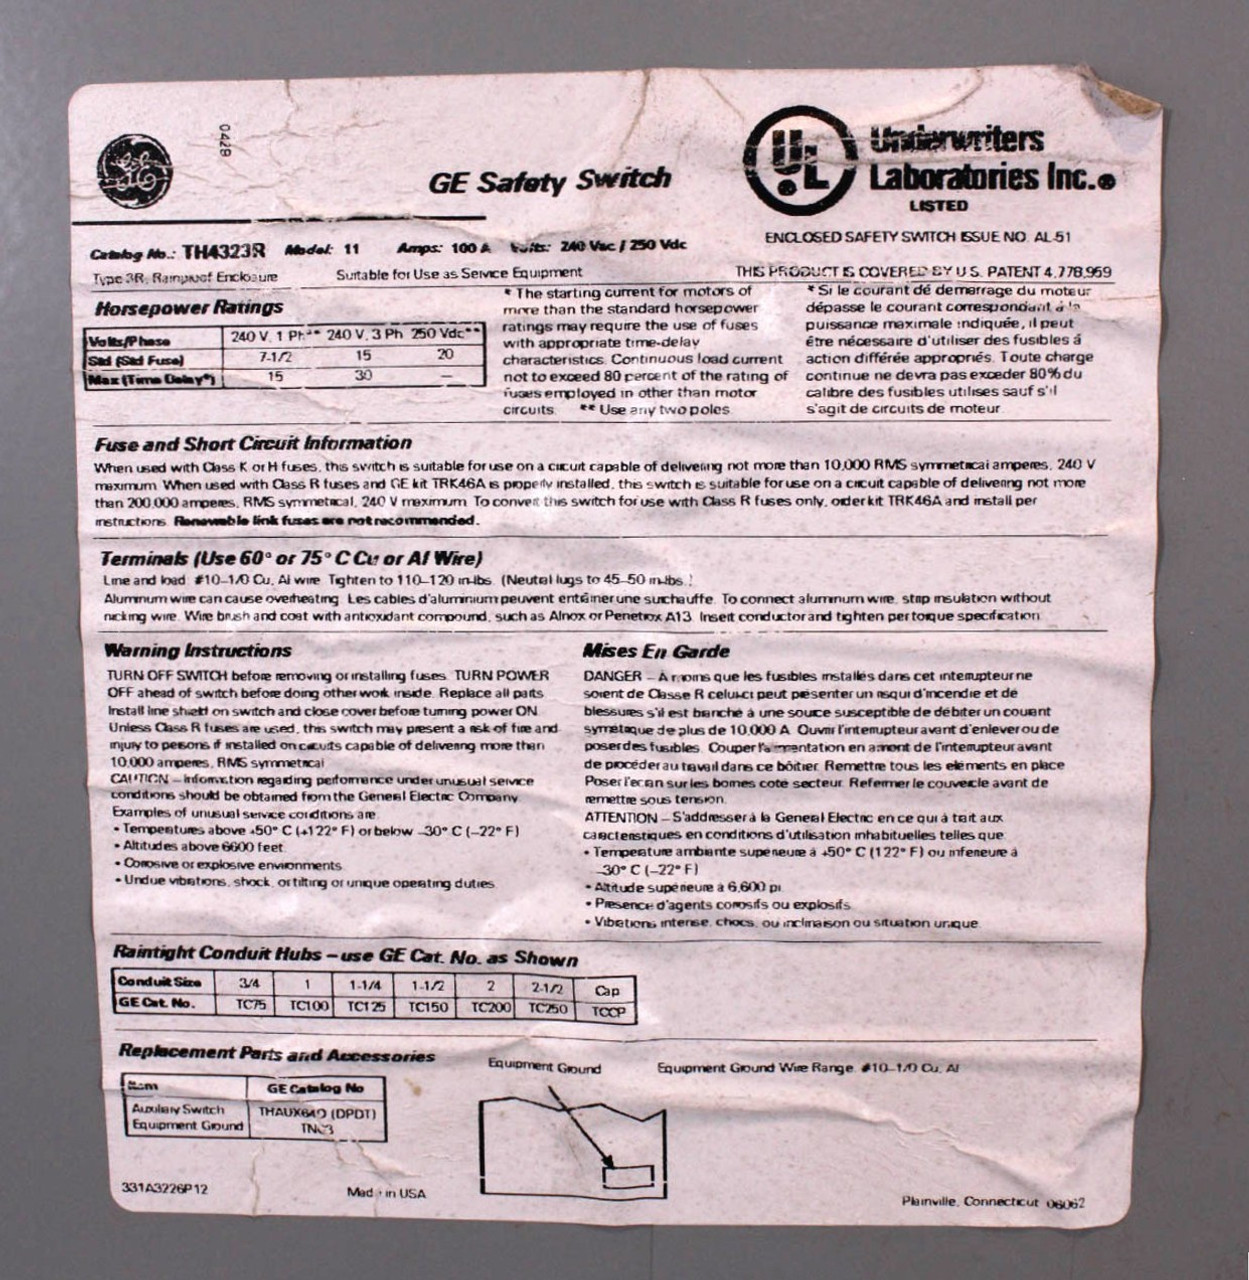 0429
GE Safety Switch
UL
Underwriters
Laboratories Inc.®
LISTED
Catalog No.: TH4323R Model: 11 Amps: 100 A Volts: 240 Vac / 250 Vdc
ENCLOSED SAFETY SWITCH ISSUE NO. AL-51
Type 3R, Rainproof Enclosure Suitable for Use as Service Equipment
THIS PRODUCT IS COVERED BY U S. PATENT 4,778,959
Horsepower Ratings
Volts/Phase 240 V, 1 Ph** 240 V, 3 Ph 250 Vdc**
Std (Std Fuse) 7-1/2 15 20
Max (Time Delay*) 15 30 —
* The starting current for motors of
more than the standard horsepower
ratings may require the use of fuses
with appropriate time-delay
characteristics. Continuous load current
not to exceed 80 percent of the rating of
fuses employed in other than motor
circuits. ** Use any two poles
* Si le courant dé demarrage du moteur
dépasse le courant correspondant à la
puissance maximale indiquée, il peut
être nécessaire d'utiliser des fusibles á
action différée appropriés. Toute charge
continue ne devra pas exceder 80% du
calibre des fusibles utilises sauf s'il
s'agit de circuits de moteur.
Fuse and Short Circuit Information
When used with Class K or H fuses, this switch is suitable for use on a circuit capable of delivering not more than 10,000 RMS symmetrical amperes, 240 V
maximum. When used with Class R fuses and GE kit TRK46A is properly installed, this switch is suitable for use on a circuit capable of delivering not more
than 200,000 amperes, RMS symmetrical, 240 V maximum. To convert this switch for use with Class R fuses only, order kit TRK46A and install per
instructions. Renewable link fuses are not recommended.
Terminals (Use 60° or 75° C Cu or Al Wire)
Line and load: #10–1/0 Cu, Al wire. Tighten to 110–120 in-lbs. (Neutral lugs to 45–50 in-lbs.)
Aluminum wire can cause overheating. Les cables d'aluminium peuvent entéiner une surchauffe. To connect aluminum wire, strip insulation without
nicking wire. Wire brush and coat with antioxidant compound, such as Alnox or Penetrox A13. Insert conductor and tighten per torque specification.
Warning Instructions
TURN OFF SWITCH before removing or installing fuses. TURN POWER
OFF ahead of switch before doing other work inside. Replace all parts.
Install line shield on switch and close cover before turning power ON.
Unless Class R fuses are used, this switch may present a risk of fire and
injury to persons if installed on circuits capable of delivering more than
10,000 amperes, RMS symmetrical.
CAUTION – Information regarding performance under unusual service
conditions should be obtained from the General Electric Company.
Examples of unusual service conditions are:
• Temperatures above +50° C (+122° F) or below –30° C (–22° F)
• Altitudes above 6600 feet
• Corrosive or explosive environments
• Undue vibrations, shock, or tilting or unique operating duties.
Mises En Garde
DANGER – A moins que les fusibles installés dans cet interrupteur ne
soient de Classe R celui-ci peut présenter un risqui d'incendie et dé
blessures s'il est branché à une source susceptible de débiter un courant
symetrique de plus de 10,000 A. Ouvrir l'interrupteur avant d'enlever ou de
poser des fusibles. Couper l'alimentation en amont de l'interrupteur avant
de procéder au travail dans ce bôitier. Remettre tous les elements en place.
Poser l'ecran sur les bornes coté secteur. Refermer le couvercle avant de
remettre sous tension.
ATTENTION – S'addresser à la General Electric en ce qui à trait aux
caracteristiques en conditions d'utilisation inhabituelles telles que:
• Temperature ambiante supérieure á +50° C (122° F) ou inferieure á
–30° C (–22° F)
• Altitude supérieure à 6,600 pi
• Presence d'agents corrosifs ou explosifs
• Vibrations intense, chocs, ou inclinaison ou situation unique.
Raintight Conduit Hubs – use GE Cat. No. as Shown
Conduit Size 3/4 1 1-1/4 1-1/2 2 2-1/2 Cap
GE Cat. No. TC75 TC100 TC125 TC150 TC200 TC250 TCCP
Replacement Parts and Accessories
Item GE Catalog No
Auxiliary Switch THAUX64D (DPDT)
Equipment Ground
Equipment Ground
Equipment Ground Wire Range: #10–1/0 Cu, Al
331A3226P12
Made in USA
Plainville, Connecticut 06062